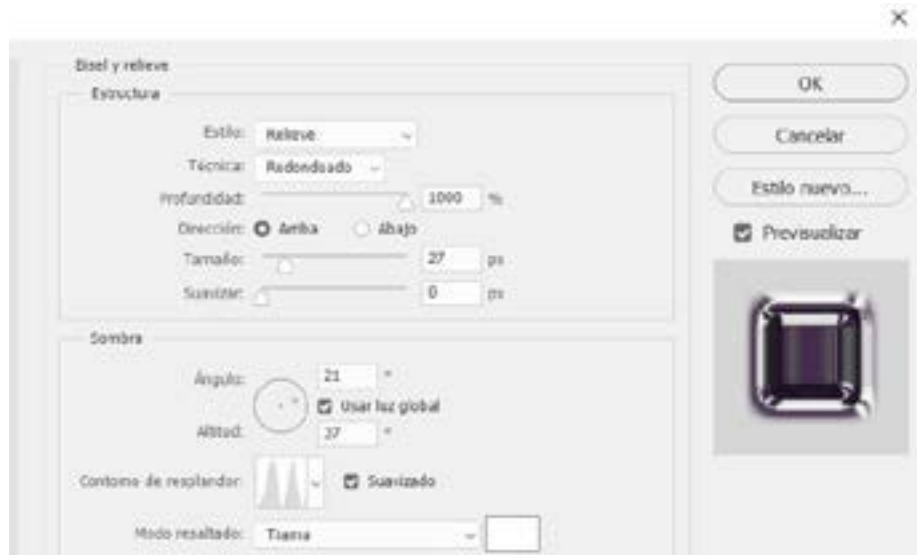 Bisel y relieve
Estructura
Estilo: Relieve
Técnica: Redondeado
Profundidad: 1000 %
Dirección: Arriba Abajo
Tamaño: 27 px
Suavizar: 0 px
Sombra
Ángulo: 21 °
Usar luz global
Altitud: 37 °
Contorno de resplandor: Suavizado
Modo resaltado: Trama
OK
Cancelar
Estilo nuevo...
Previsualizar